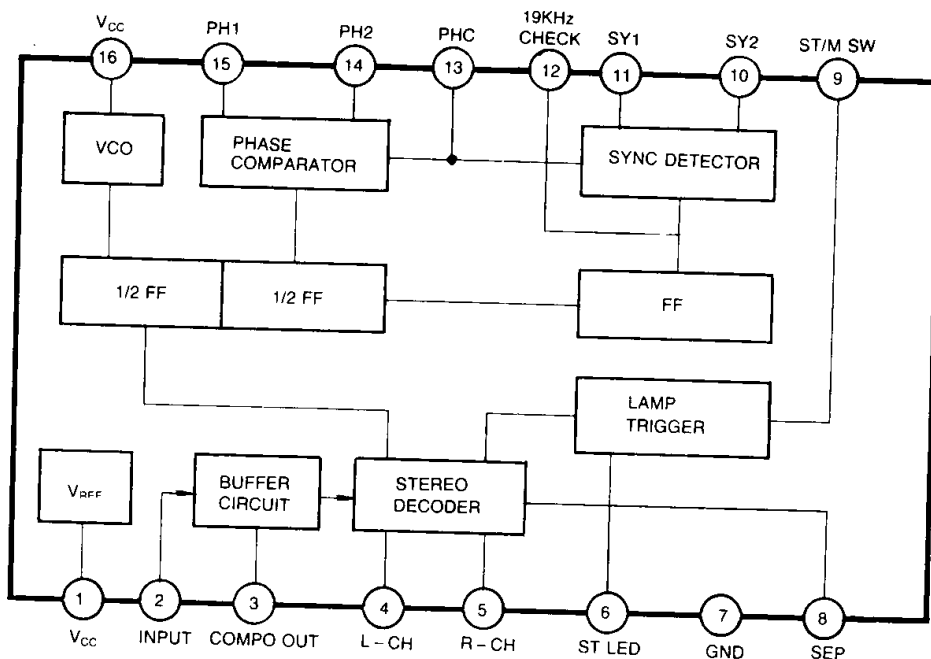 VCC
PH1
PH2
PHC
19KHz
CHECK
SY1
SY2
ST/M SW
16
15
14
13
12
11
10
9
VCO
PHASE
COMPARATOR
SYNC DETECTOR
1/2 FF
1/2 FF
FF
LAMP
TRIGGER
VREF
BUFFER
CIRCUIT
STEREO
DECODER
1
2
3
4
5
6
7
8
VCC
INPUT
COMPO OUT
L-CH
R-CH
ST LED
GND
SEP